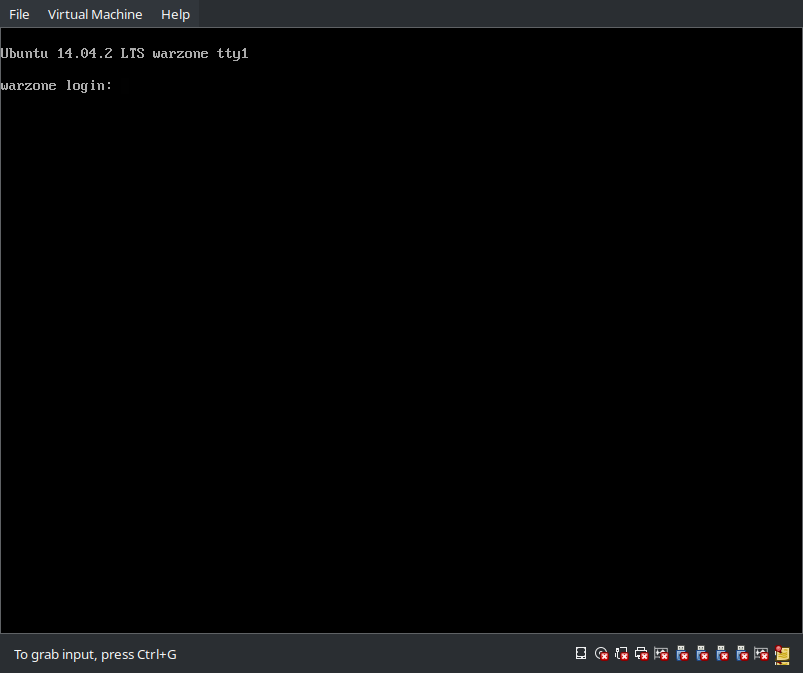 File Virtual Machine Help
Ubuntu 14.04.2 LTS warzone tty1
warzone login:
To grab input, press Ctrl+G